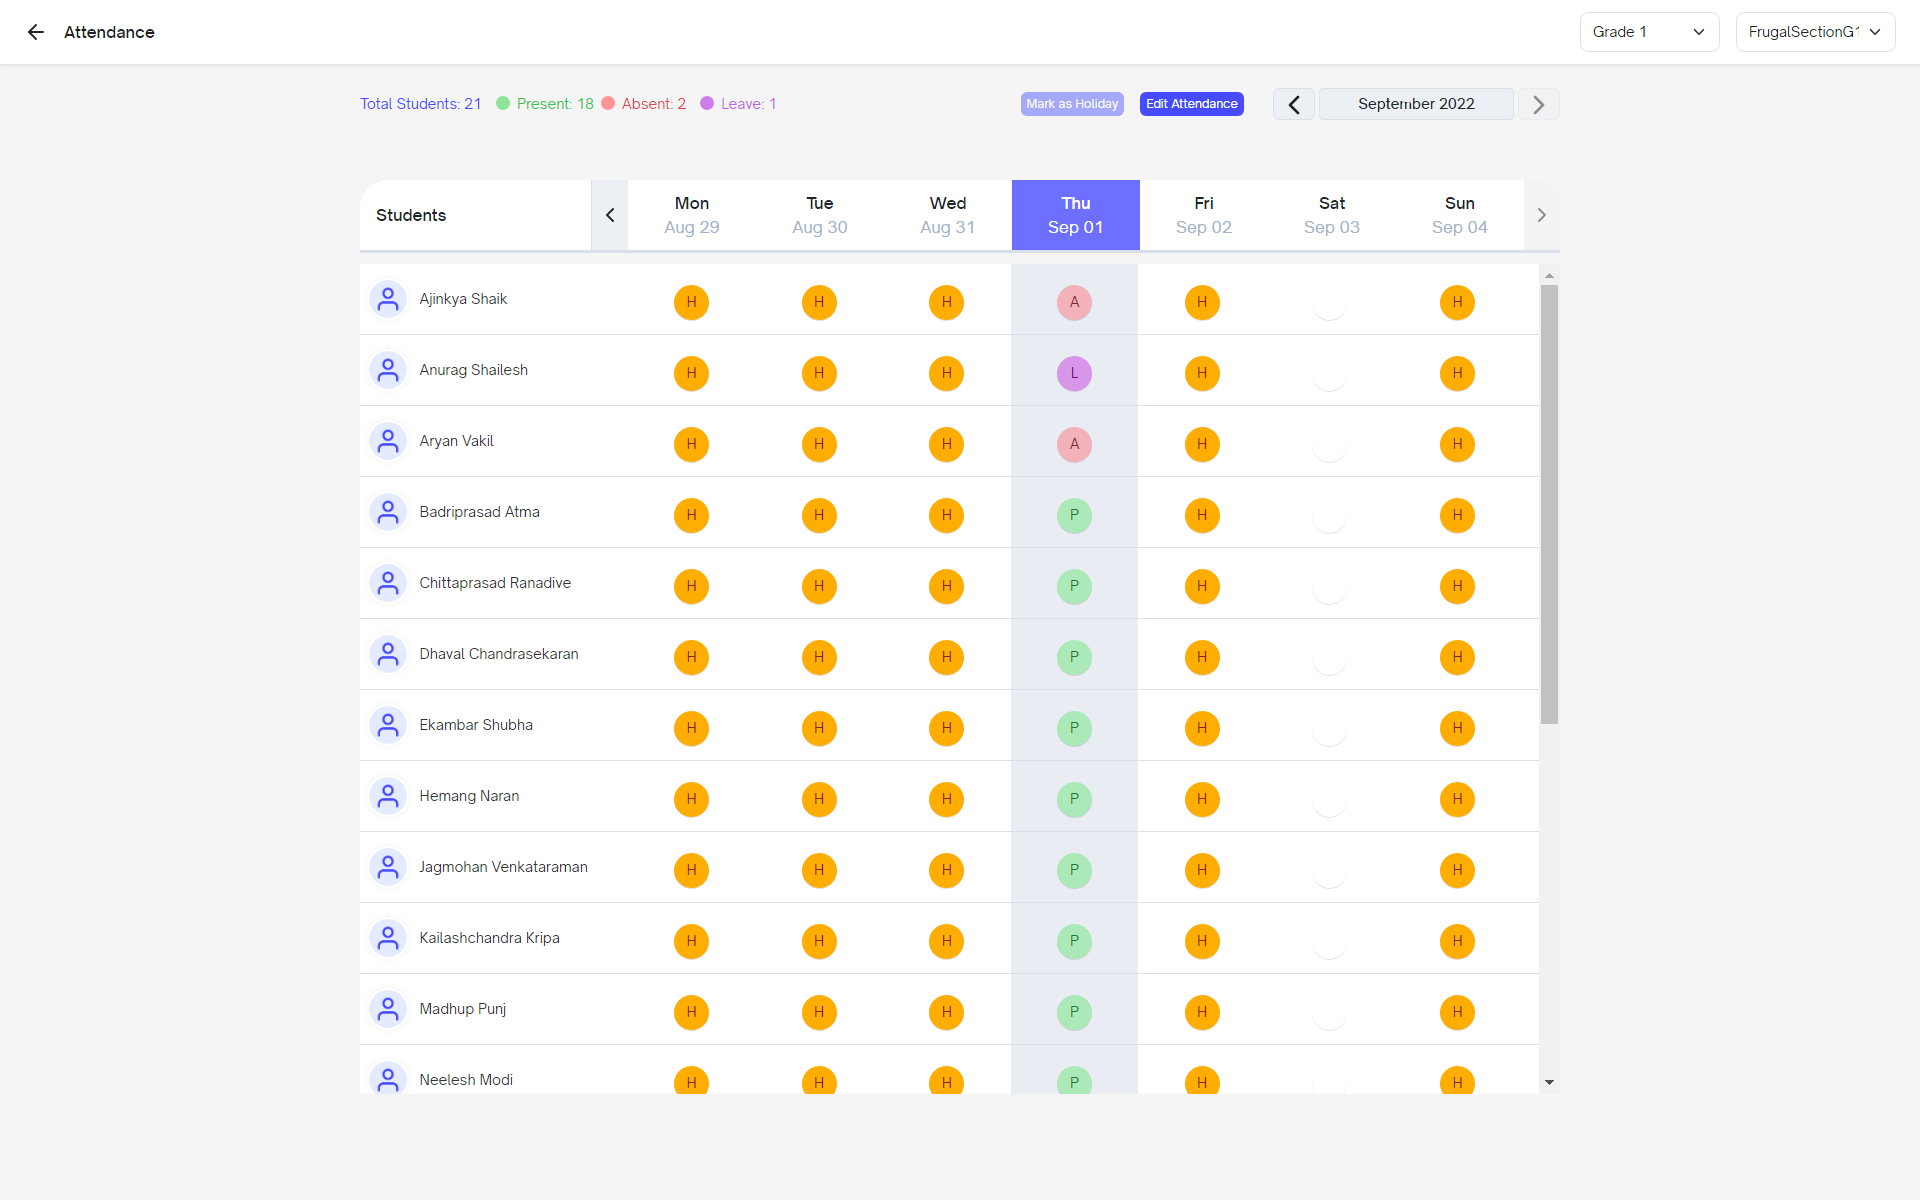 Attendance
Grade 1
FrugalSectionG1
Total Students: 21 Present: 18 Absent: 2 Leave: 1
Mark as Holiday
Edit Attendance
September 2022
Students Mon Tue Wed Thu Fri Sat Sun
Aug 29 Aug 30 Aug 31 Sep 01 Sep 02 Sep 03 Sep 04
Ajinkya Shaik H H H A H H
Anurag Shailesh H H H L H H
Aryan Vakil H H H A H H
Badriprasad Atma H H H P H H
Chittaprasad Ranadive H H H P H H
Dhaval Chandrasekaran H H H P H H
Ekambar Shubha H H H P H H
Hemang Naran H H H P H H
Jagmohan Venkataraman H H H P H H
Kailashchandra Kripa H H H P H H
Madhup Punj H H H P H H
Neelesh Modi H H H P H H